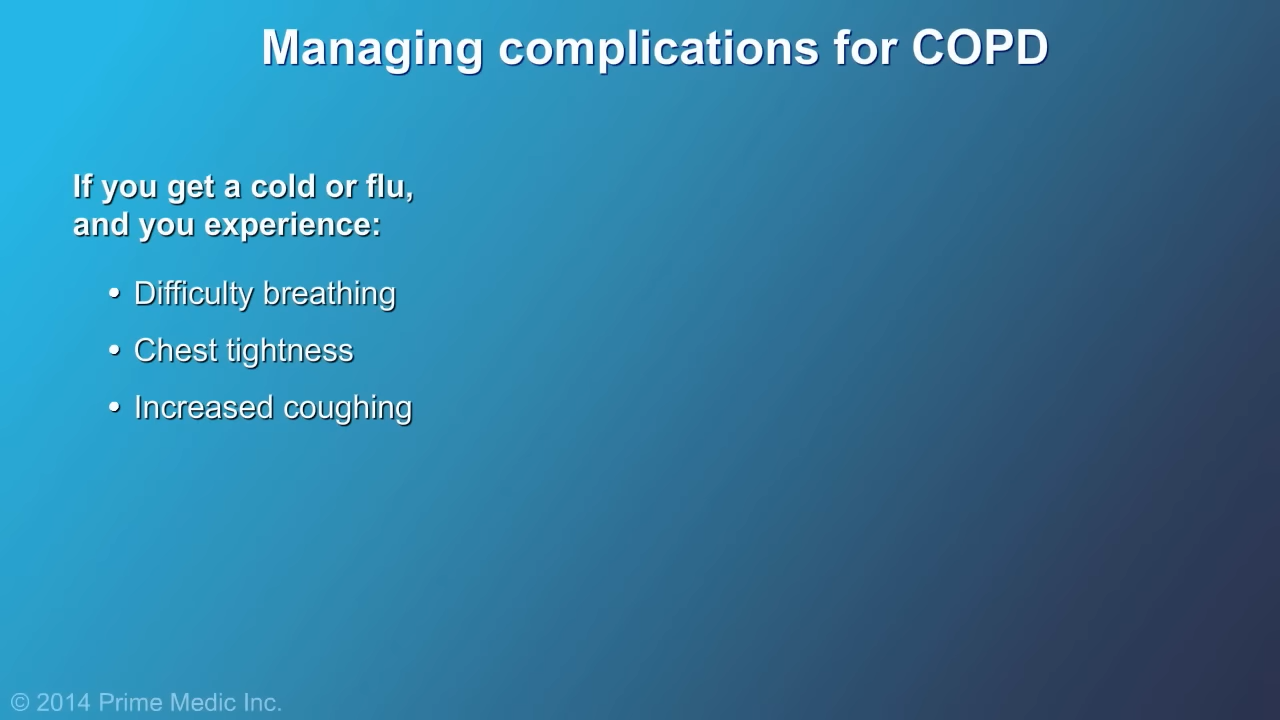 Managing complications for COPD
If you get a cold or flu,
and you experience:
• Difficulty breathing
• Chest tightness
• Increased coughing
© 2014 Prime Medic Inc.